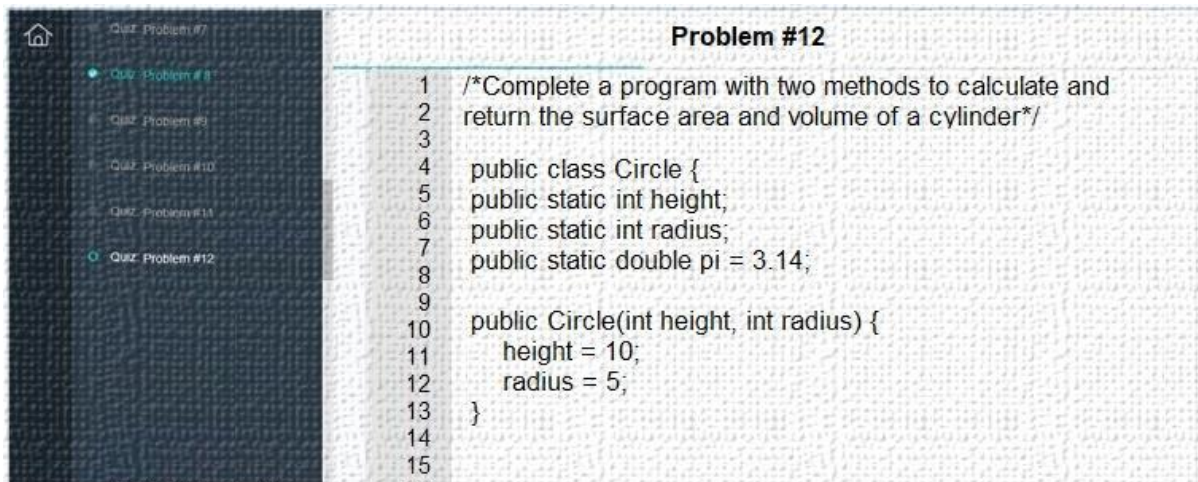 Quiz: Problem #7
Quiz: Problem # 8
Quiz: Problem #9
Quiz: Problem #10
Quiz: Problem #11
Quiz: Problem #12
Problem #12
1 /*Complete a program with two methods to calculate and
2 return the surface area and volume of a cylinder*/
3
4 public class Circle {
5 public static int height;
6 public static int radius;
7 public static double pi = 3.14;
8
9
10 public Circle(int height, int radius) {
11 height = 10;
12 radius = 5;
13 }
14
15